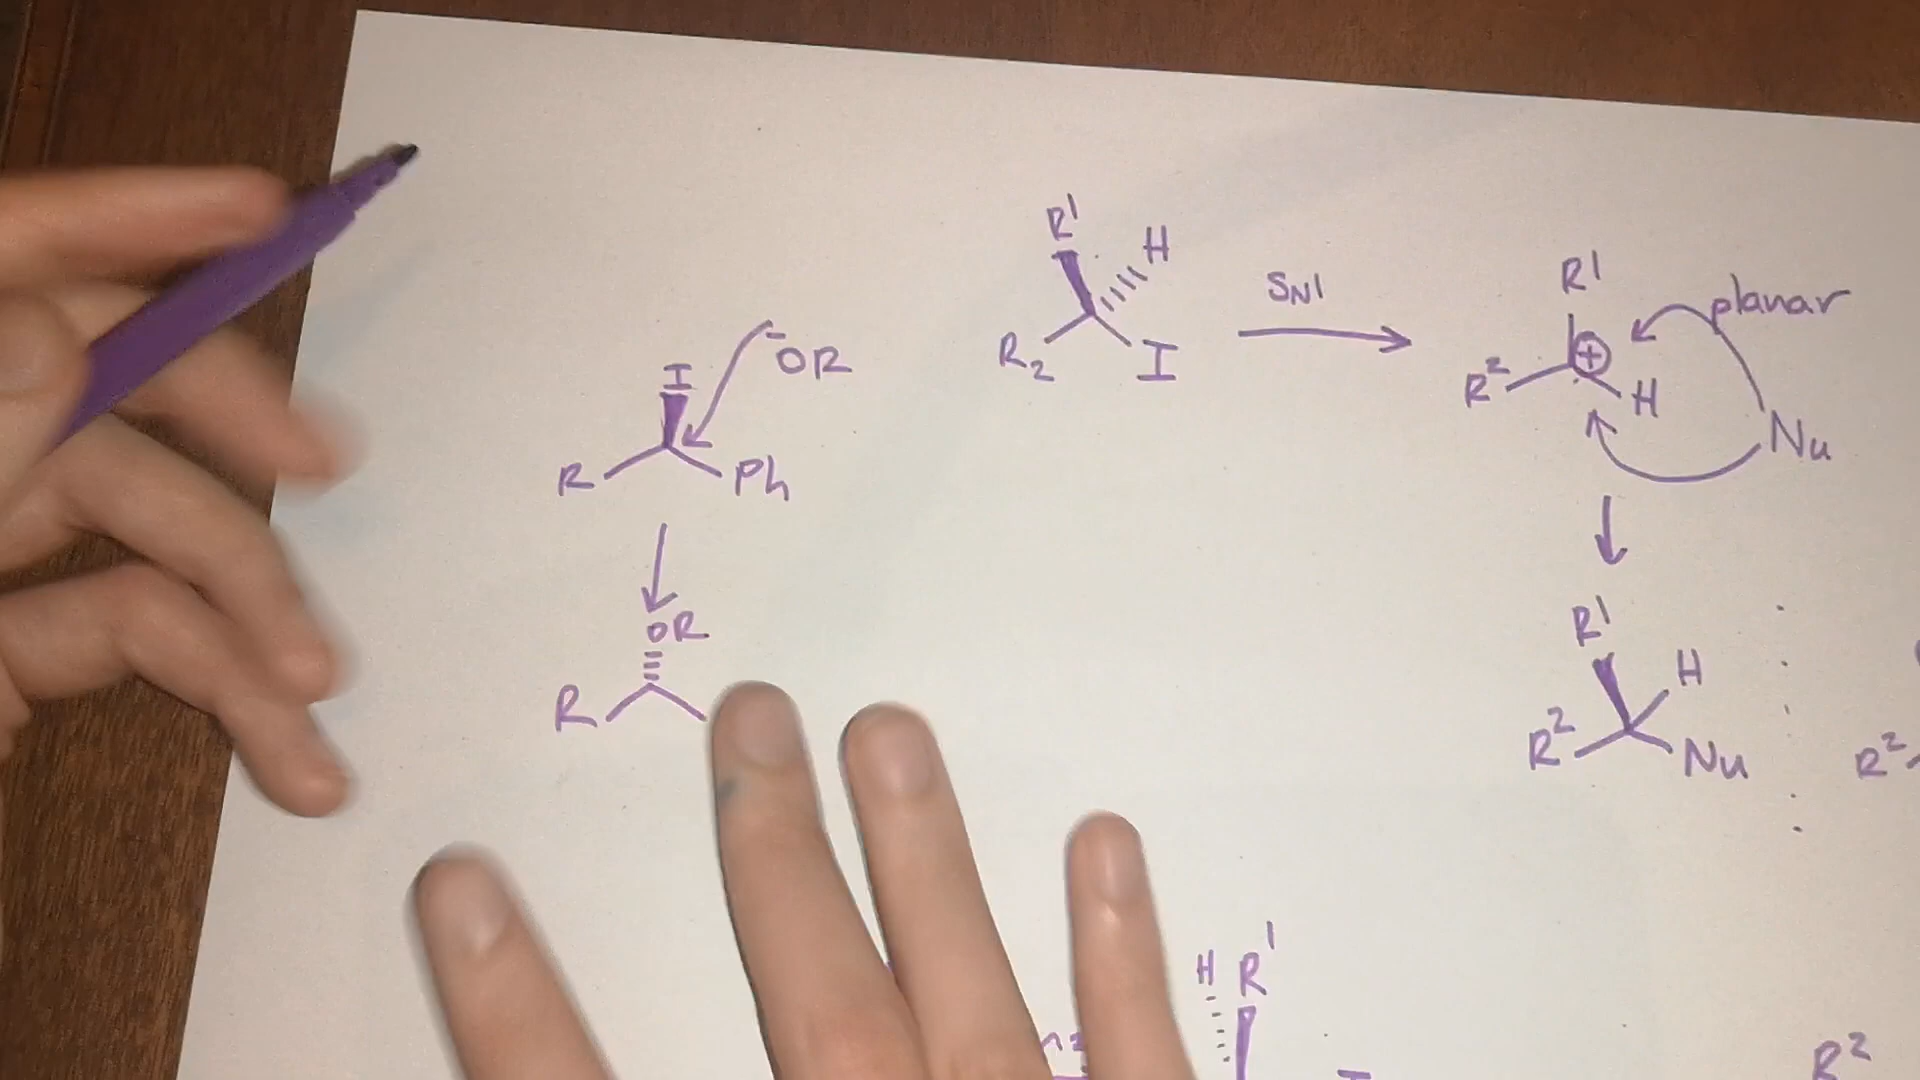 I
⁻OR
R
Ph
OR
R
R¹
H
R₂
I
SN1
R¹
planar
R²
⊕
H
Nu
R¹
H
R²
Nu
R²
H
R¹
R²